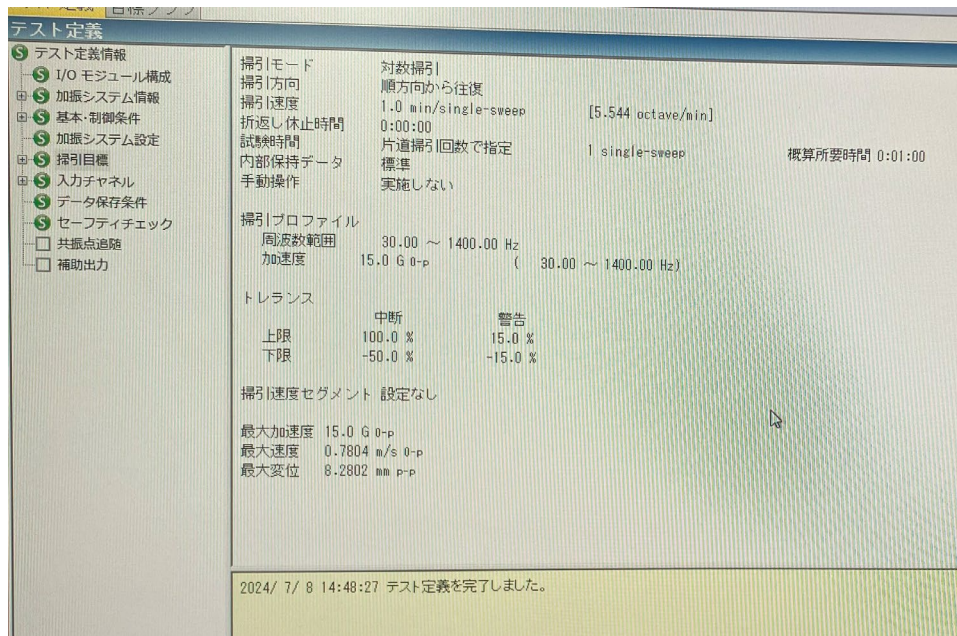 目標グラフ
テスト定義
テスト定義情報
I/O モジュール構成
加振システム情報
基本・制御条件
加振システム設定
掃引目標
入力チャネル
データ保存条件
セーフティチェック
共振点追随
補助出力
掃引モード 対数掃引
掃引方向 順方向から往復
掃引速度 1.0 min/single-sweep [5.544 octave/min]
折返し休止時間 0:00:00
試験時間 片道掃引回数で指定 1 single-sweep 概算所要時間 0:01:00
内部保持データ 標準
手動操作 実施しない
掃引プロファイル
周波数範囲 30.00 ～ 1400.00 Hz
加速度 15.0 G 0-p ( 30.00 ～ 1400.00 Hz)
トレランス
中断 警告
上限 100.0 % 15.0 %
下限 -50.0 % -15.0 %
掃引速度セグメント 設定なし
最大加速度 15.0 G 0-p
最大速度 0.7804 m/s 0-p
最大変位 8.2802 mm p-p
2024/ 7/ 8 14:48:27 テスト定義を完了しました。